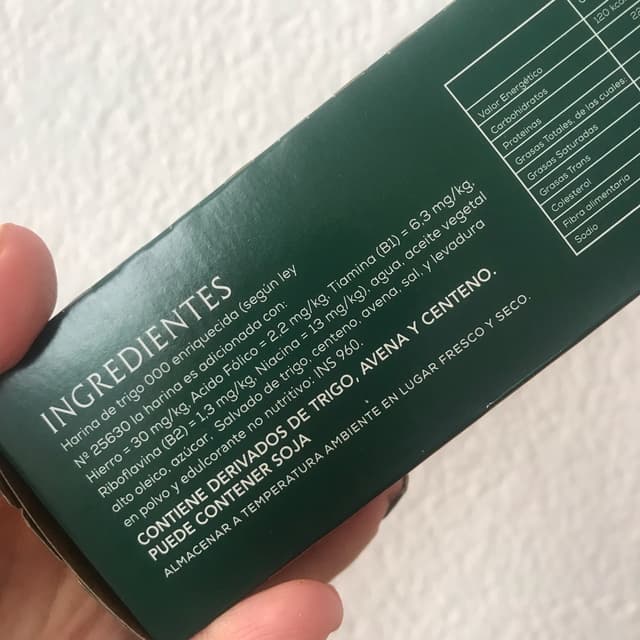 INGREDIENTES
Harina de trigo 000 enriquecida (según ley
Nº 25630 la harina es adicionada con:
Hierro = 30 mg/kg, Acido Fólico = 2,2 mg/kg, Tiamina (B1) = 6,3 mg/kg,
Riboflavina (B2) = 1,3 mg/kg, Niacina = 13 mg/kg), agua, aceite vegetal
alto oleico, azúcar, Salvado de trigo, centeno, avena, sal, y levadura
en polvo y edulcorante no nutritivo: INS 960.
CONTIENE DERIVADOS DE TRIGO, AVENA Y CENTENO.
PUEDE CONTENER SOJA
ALMACENAR A TEMPERATURA AMBIENTE EN LUGAR FRESCO Y SECO.
Valor Energético 120
Carbohidratos
Proteínas
Grasas Totales, de las cuales:
Grasas Saturadas
Grasas Trans
Colesterol
Fibra alimentaria
Sodio